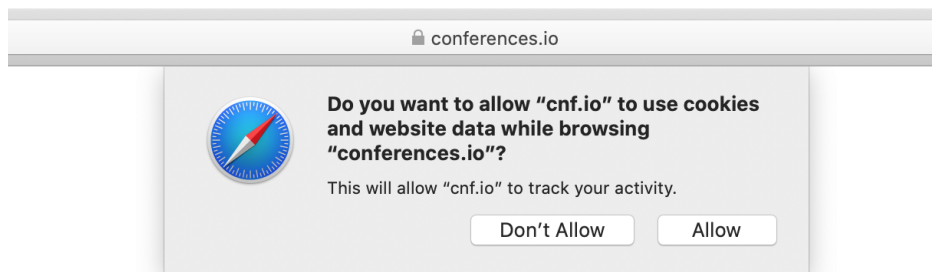 conferences.io
Do you want to allow “cnf.io” to use cookies
and website data while browsing
“conferences.io”?
This will allow “cnf.io” to track your activity.
Don’t Allow
Allow